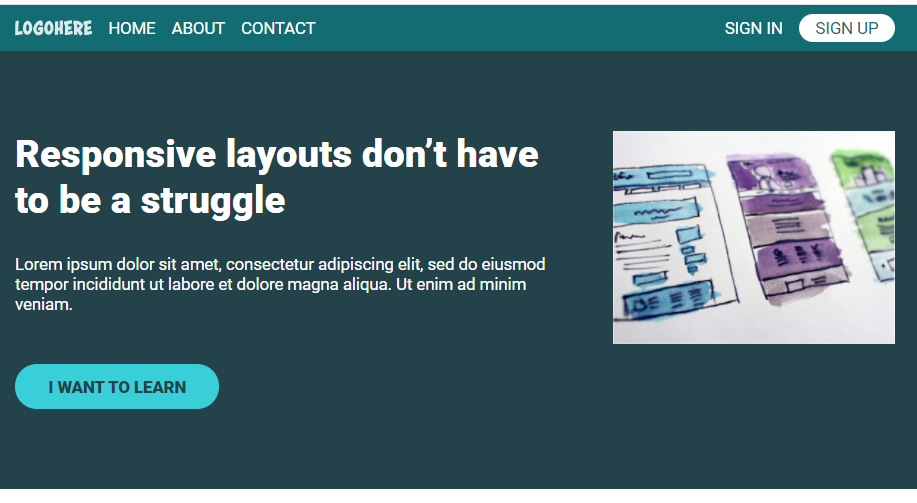 LOGOHERE HOME ABOUT CONTACT SIGN IN SIGN UP
Responsive layouts don’t have
to be a struggle
Lorem ipsum dolor sit amet, consectetur adipiscing elit, sed do eiusmod
tempor incididunt ut labore et dolore magna aliqua. Ut enim ad minim
veniam.
I WANT TO LEARN